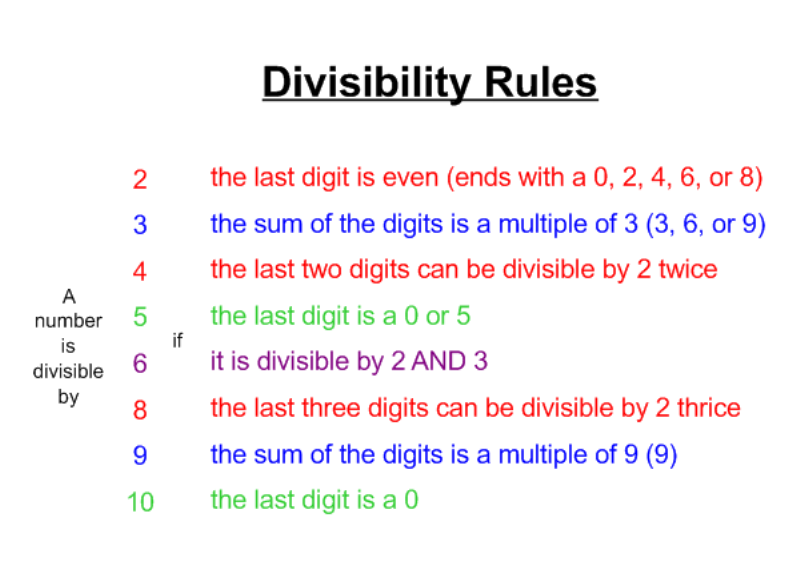 Divisibility Rules
A
number
is
divisible
by
2 the last digit is even (ends with a 0, 2, 4, 6, or 8)
3 the sum of the digits is a multiple of 3 (3, 6, or 9)
4 the last two digits can be divisible by 2 twice
5 the last digit is a 0 or 5
if
6 it is divisible by 2 AND 3
8 the last three digits can be divisible by 2 thrice
9 the sum of the digits is a multiple of 9 (9)
10 the last digit is a 0